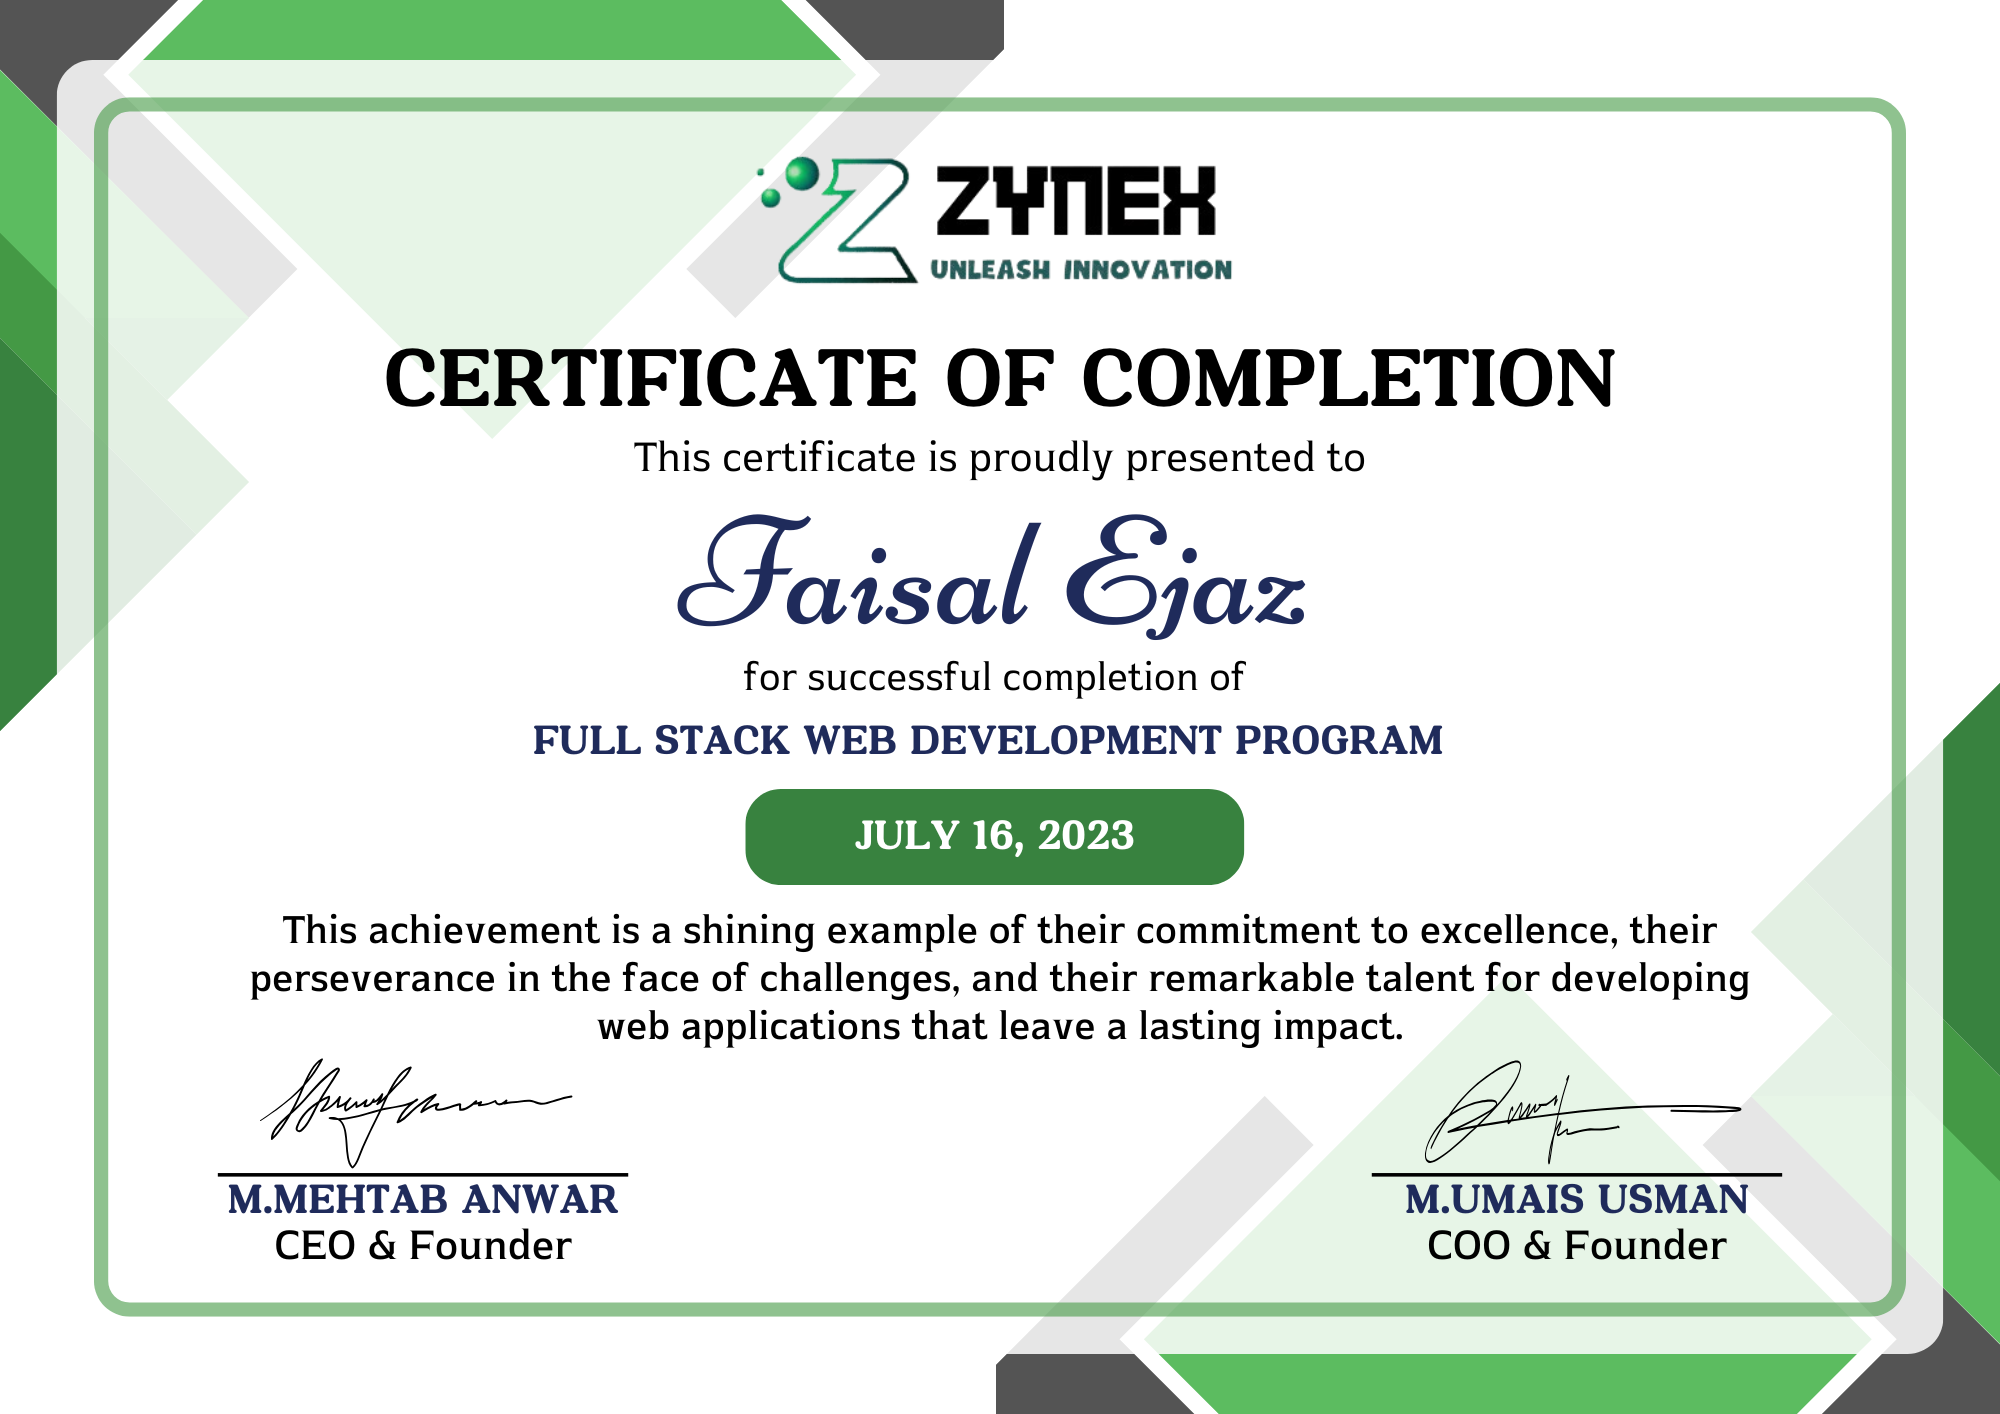 ZYNEX
UNLEASH INNOVATION
CERTIFICATE OF COMPLETION
This certificate is proudly presented to
Faisal Ejaz
for successful completion of
FULL STACK WEB DEVELOPMENT PROGRAM
JULY 16, 2023
This achievement is a shining example of their commitment to excellence, their
perseverance in the face of challenges, and their remarkable talent for developing
web applications that leave a lasting impact.
M.MEHTAB ANWAR
CEO & Founder
M.UMAIS USMAN
COO & Founder